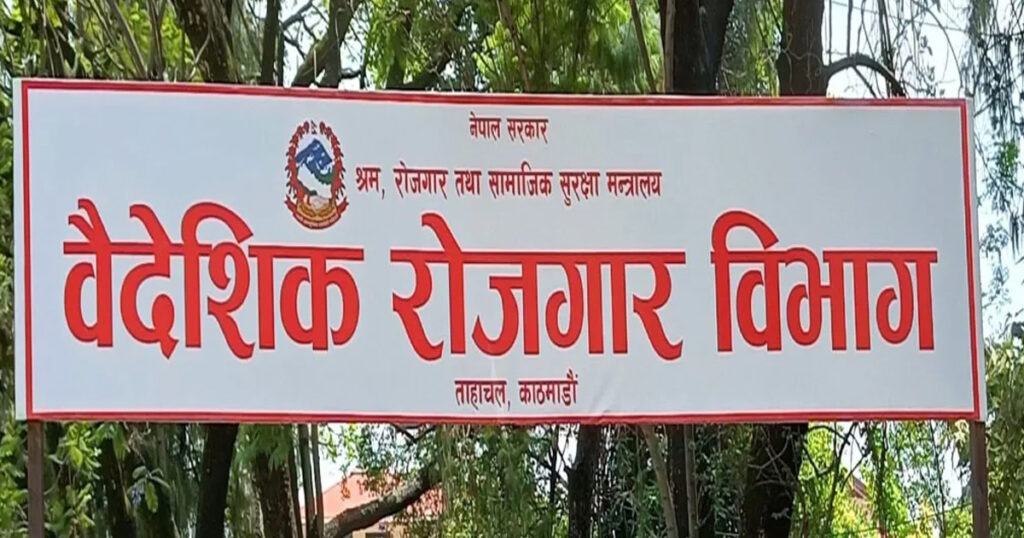 नेपाल सरकार
श्रम, रोजगार तथा सामाजिक सुरक्षा मन्त्रालय
वैदेशिक रोजगार विभाग
ताहाचल, काठमाडौं